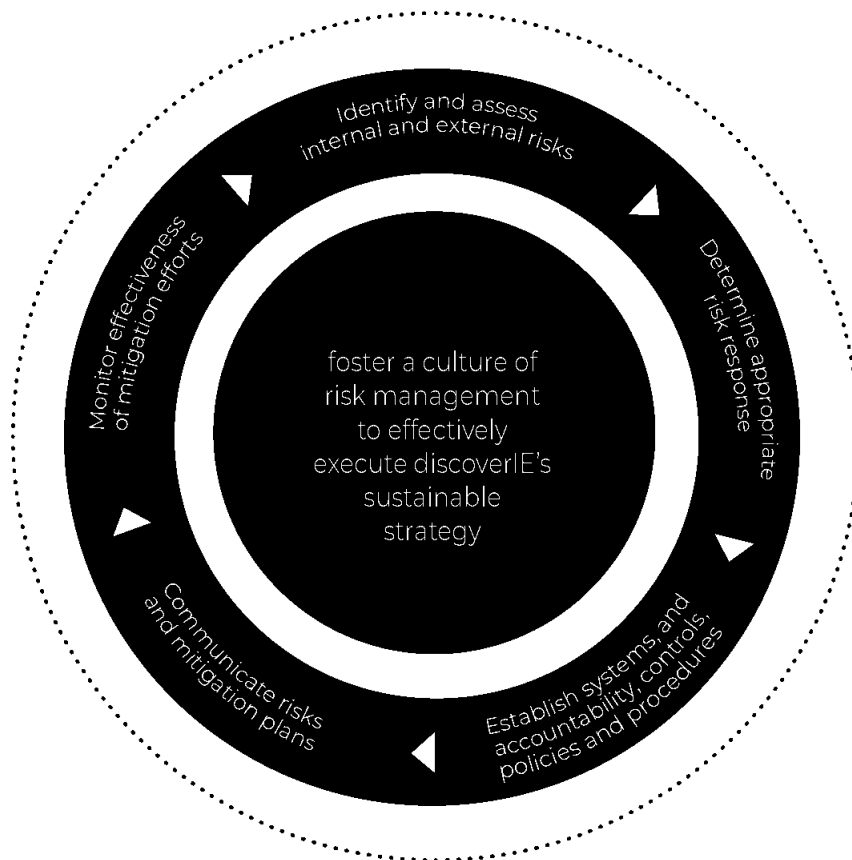 Identify and assess
internal and external risks
Determine appropriate
risk response
Establish systems, and
accountability, controls,
policies and procedures
Communicate risks
and mitigation plans
Monitor effectiveness
of mitigation efforts
foster a culture of
risk management
to effectively
execute discoverIE's
sustainable
strategy